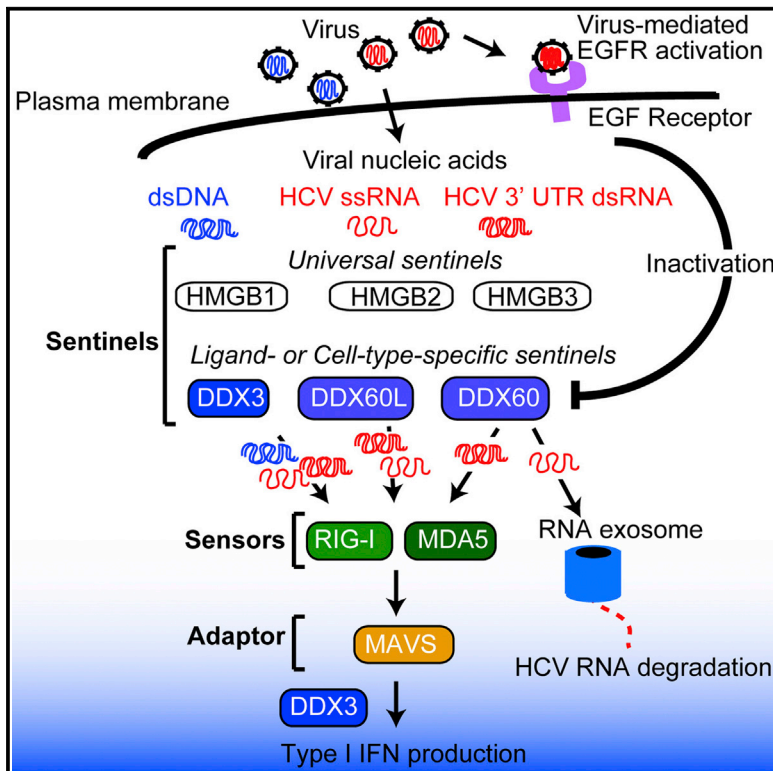 Virus
Virus-mediated
EGFR activation
Plasma membrane
EGF Receptor
Viral nucleic acids
dsDNA
HCV ssRNA
HCV 3' UTR dsRNA
Universal sentinels
Inactivation
HMGB1
HMGB2
HMGB3
Sentinels
Ligand- or Cell-type-specific sentinels
DDX3
DDX60L
DDX60
Sensors
RIG-I
MDA5
RNA exosome
Adaptor
MAVS
HCV RNA degradation
DDX3
Type I IFN production